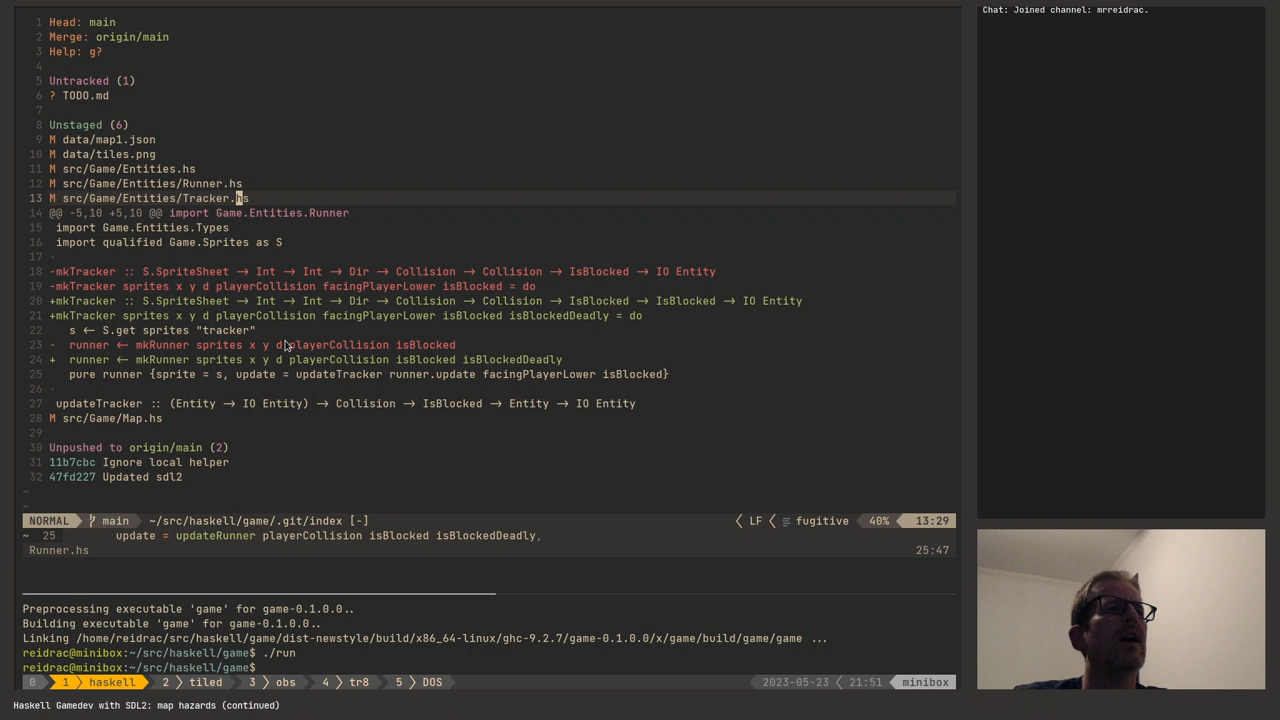 1 Head: main
2 Merge: origin/main
3 Help: g?
4
5 Untracked (1)
6 ? TODO.md
7
8 Unstaged (6)
9 M data/map1.json
10 M data/tiles.png
11 M src/Game/Entities.hs
12 M src/Game/Entities/Runner.hs
13 M src/Game/Entities/Tracker.hs
14 @@ -5,10 +5,10 @@ import Game.Entities.Runner
15 import Game.Entities.Types
16 import qualified Game.Sprites as S
17 ·
18 -mkTracker :: S.SpriteSheet → Int → Int → Dir → Collision → Collision → IsBlocked → IO Entity
19 -mkTracker sprites x y d playerCollision facingPlayerLower isBlocked = do
20 +mkTracker :: S.SpriteSheet → Int → Int → Dir → Collision → Collision → IsBlocked → IsBlocked → IO Entity
21 +mkTracker sprites x y d playerCollision facingPlayerLower isBlocked isBlockedDeadly = do
22 s ← S.get sprites "tracker"
23 - runner ← mkRunner sprites x y d playerCollision isBlocked
24 + runner ← mkRunner sprites x y d playerCollision isBlocked isBlockedDeadly
25 pure runner {sprite = s, update = updateTracker runner.update facingPlayerLower isBlocked}
26 ·
27 updateTracker :: (Entity → IO Entity) → Collision → IsBlocked → Entity → IO Entity
28 M src/Game/Map.hs
29
30 Unpushed to origin/main (2)
31 11b7cbc Ignore local helper
32 47fd227 Updated sdl2
~
~
NORMAL main ~/src/haskell/game/.git/index [-] LF fugitive 40% 13:29
~ 25 update = updateRunner playerCollision isBlocked isBlockedDeadly,
Runner.hs 25:47
Preprocessing executable 'game' for game-0.1.0.0..
Building executable 'game' for game-0.1.0.0..
Linking /home/reidrac/src/haskell/game/dist-newstyle/build/x86_64-linux/ghc-9.2.7/game-0.1.0.0/x/game/build/game/game ...
reidrac@minibox:~/src/haskell/game$ ./run
reidrac@minibox:~/src/haskell/game$
0 1 haskell 2 tiled 3 obs 4 tr8 5 DOS 2023-05-23 21:51 minibox
Haskell Gamedev with SDL2: map hazards (continued)
Chat: Joined channel: mrreidrac.